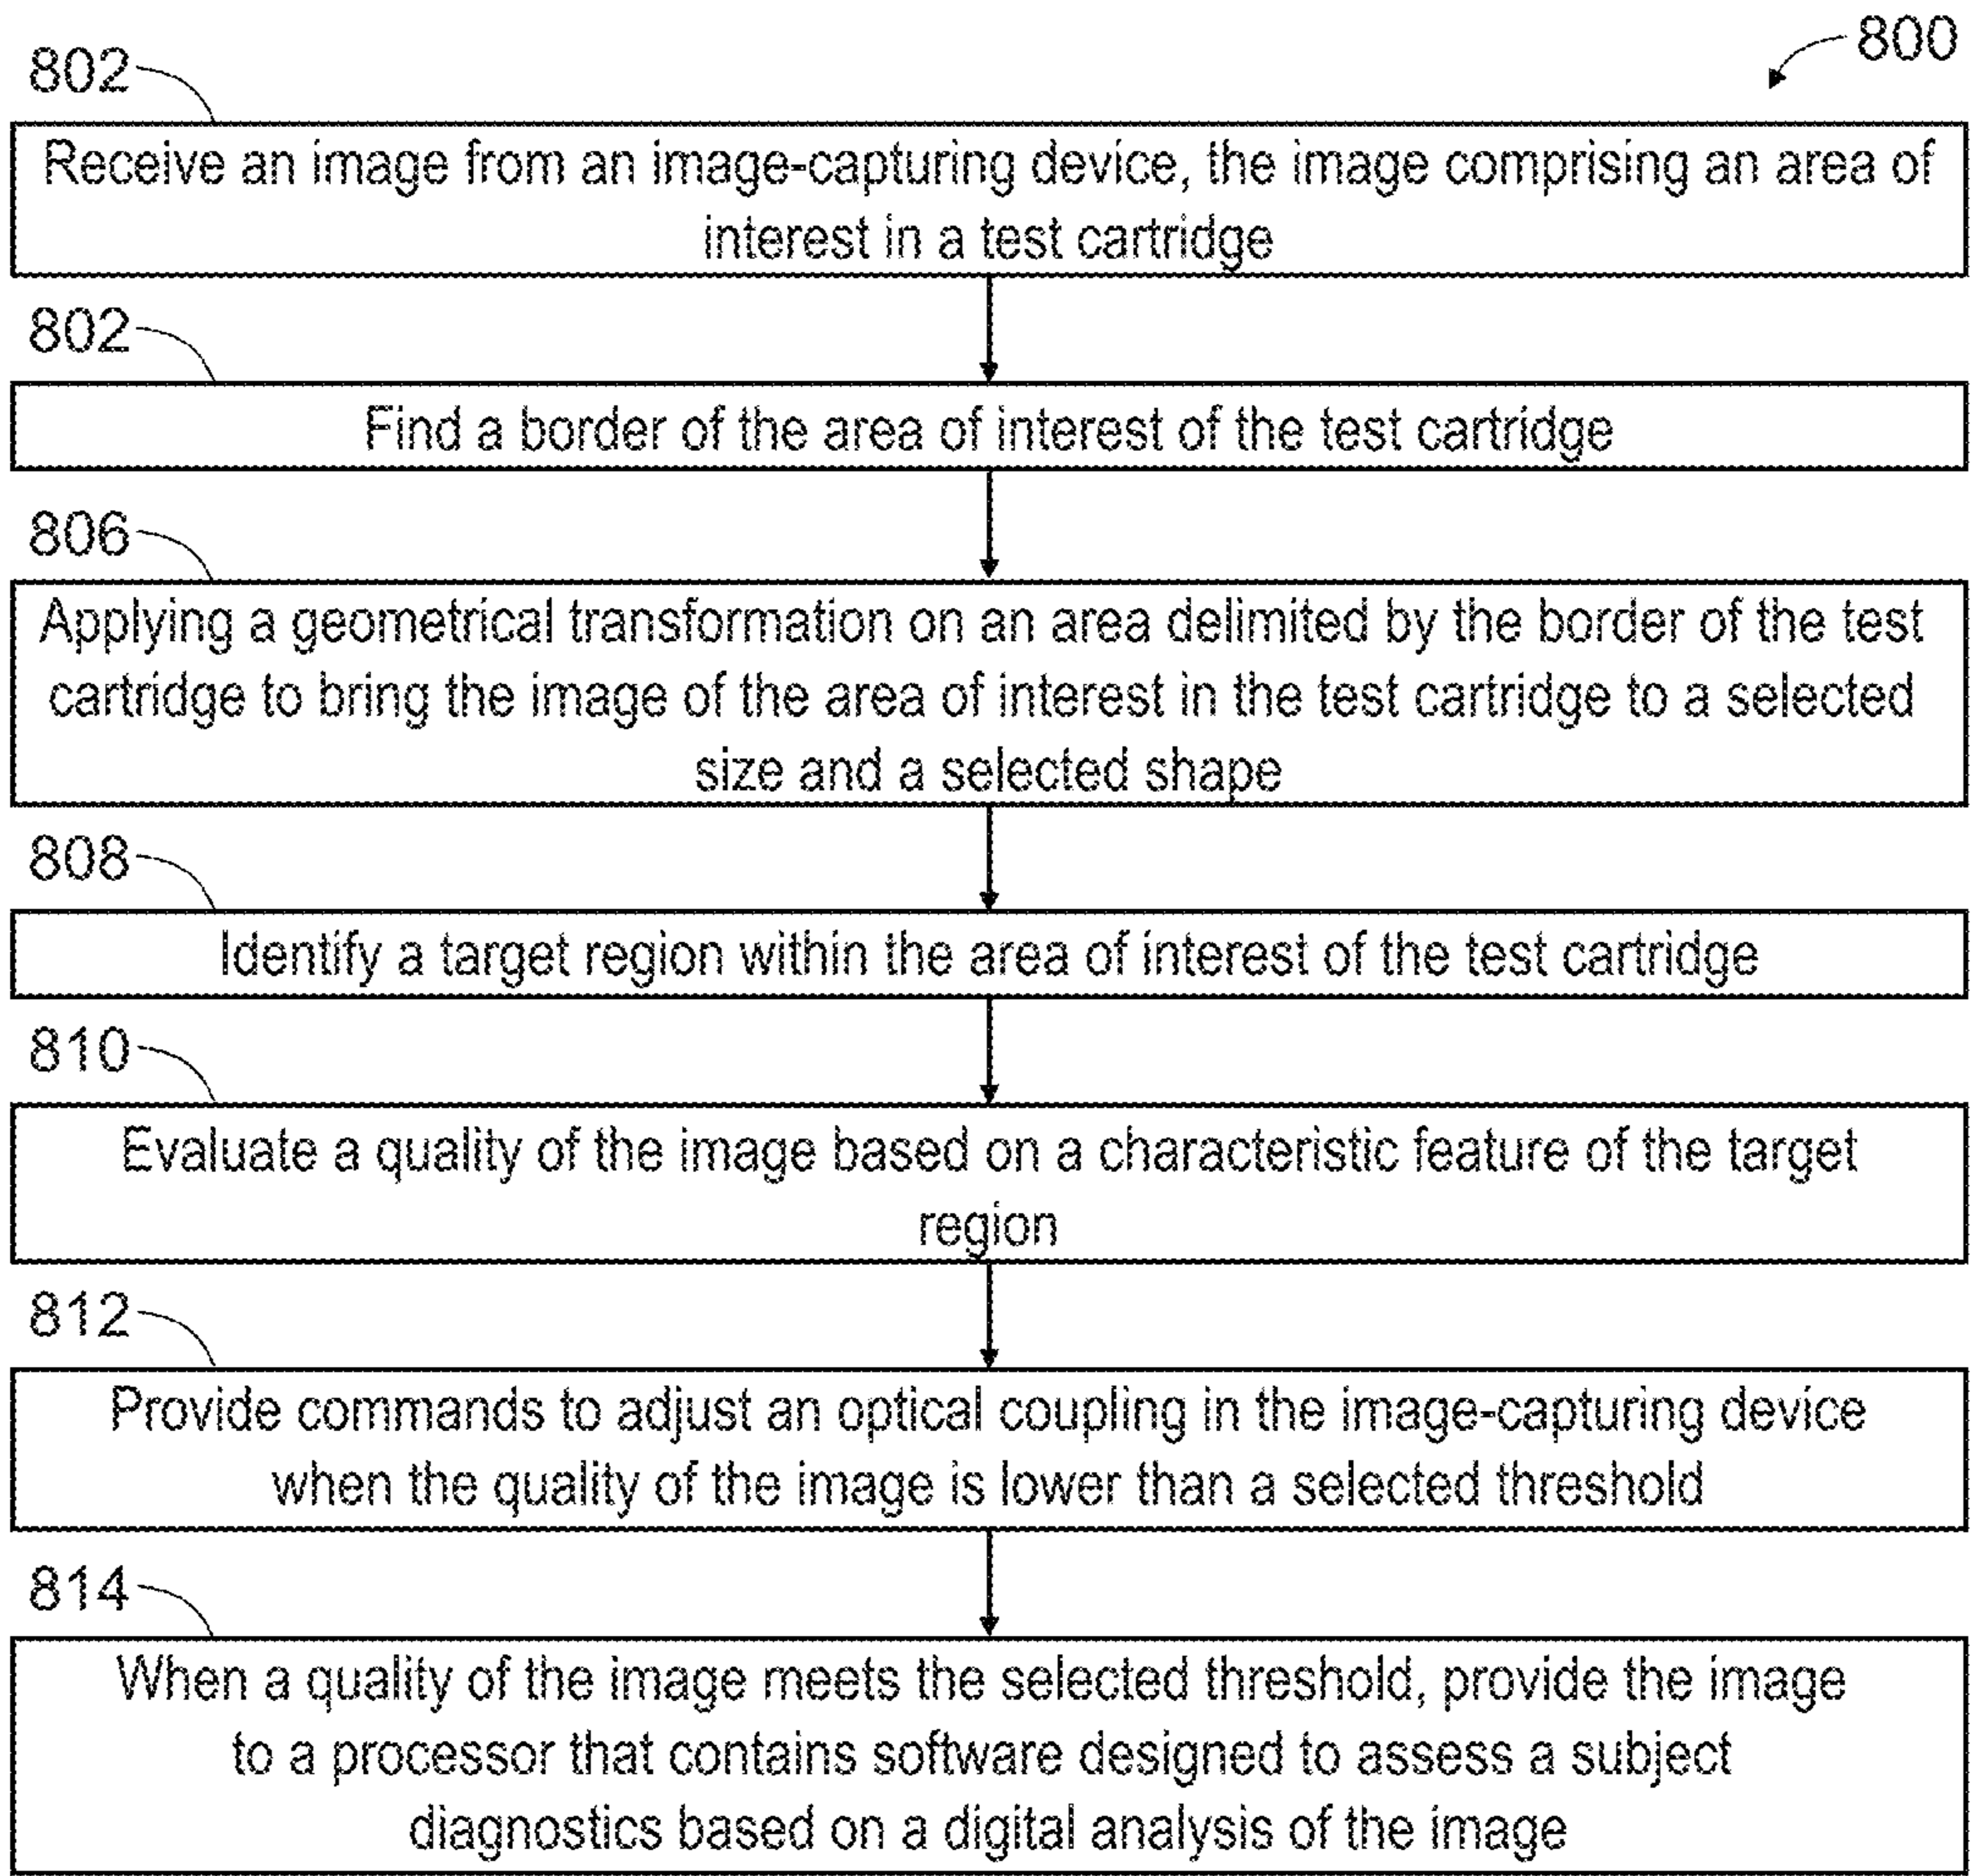 800
802
Receive an image from an image-capturing device, the image comprising an area of
interest in a test cartridge
802
Find a border of the area of interest of the test cartridge
806
Applying a geometrical transformation on an area delimited by the border of the test
cartridge to bring the image of the area of interest in the test cartridge to a selected
size and a selected shape
808
Identify a target region within the area of interest of the test cartridge
810
Evaluate a quality of the image based on a characteristic feature of the target
region
812
Provide commands to adjust an optical coupling in the image-capturing device
when the quality of the image is lower than a selected threshold
814
When a quality of the image meets the selected threshold, provide the image
to a processor that contains software designed to assess a subject
diagnostics based on a digital analysis of the image